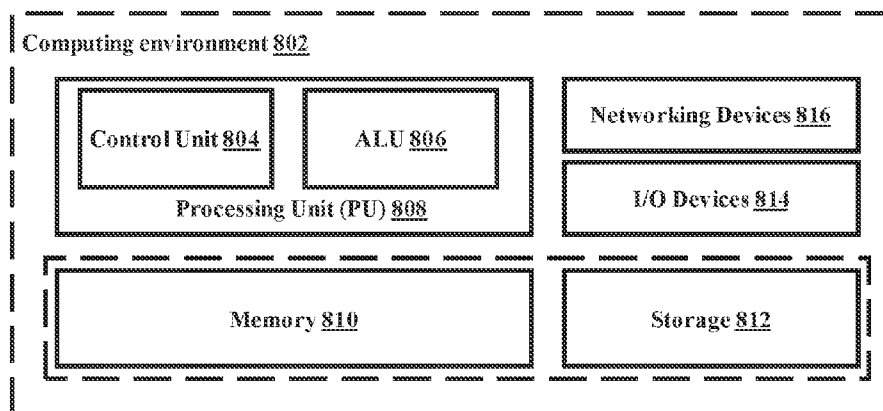 Computing environment 802
Control Unit 804
ALU 806
Processing Unit (PU) 808
Networking Devices 816
I/O Devices 814
Memory 810
Storage 812